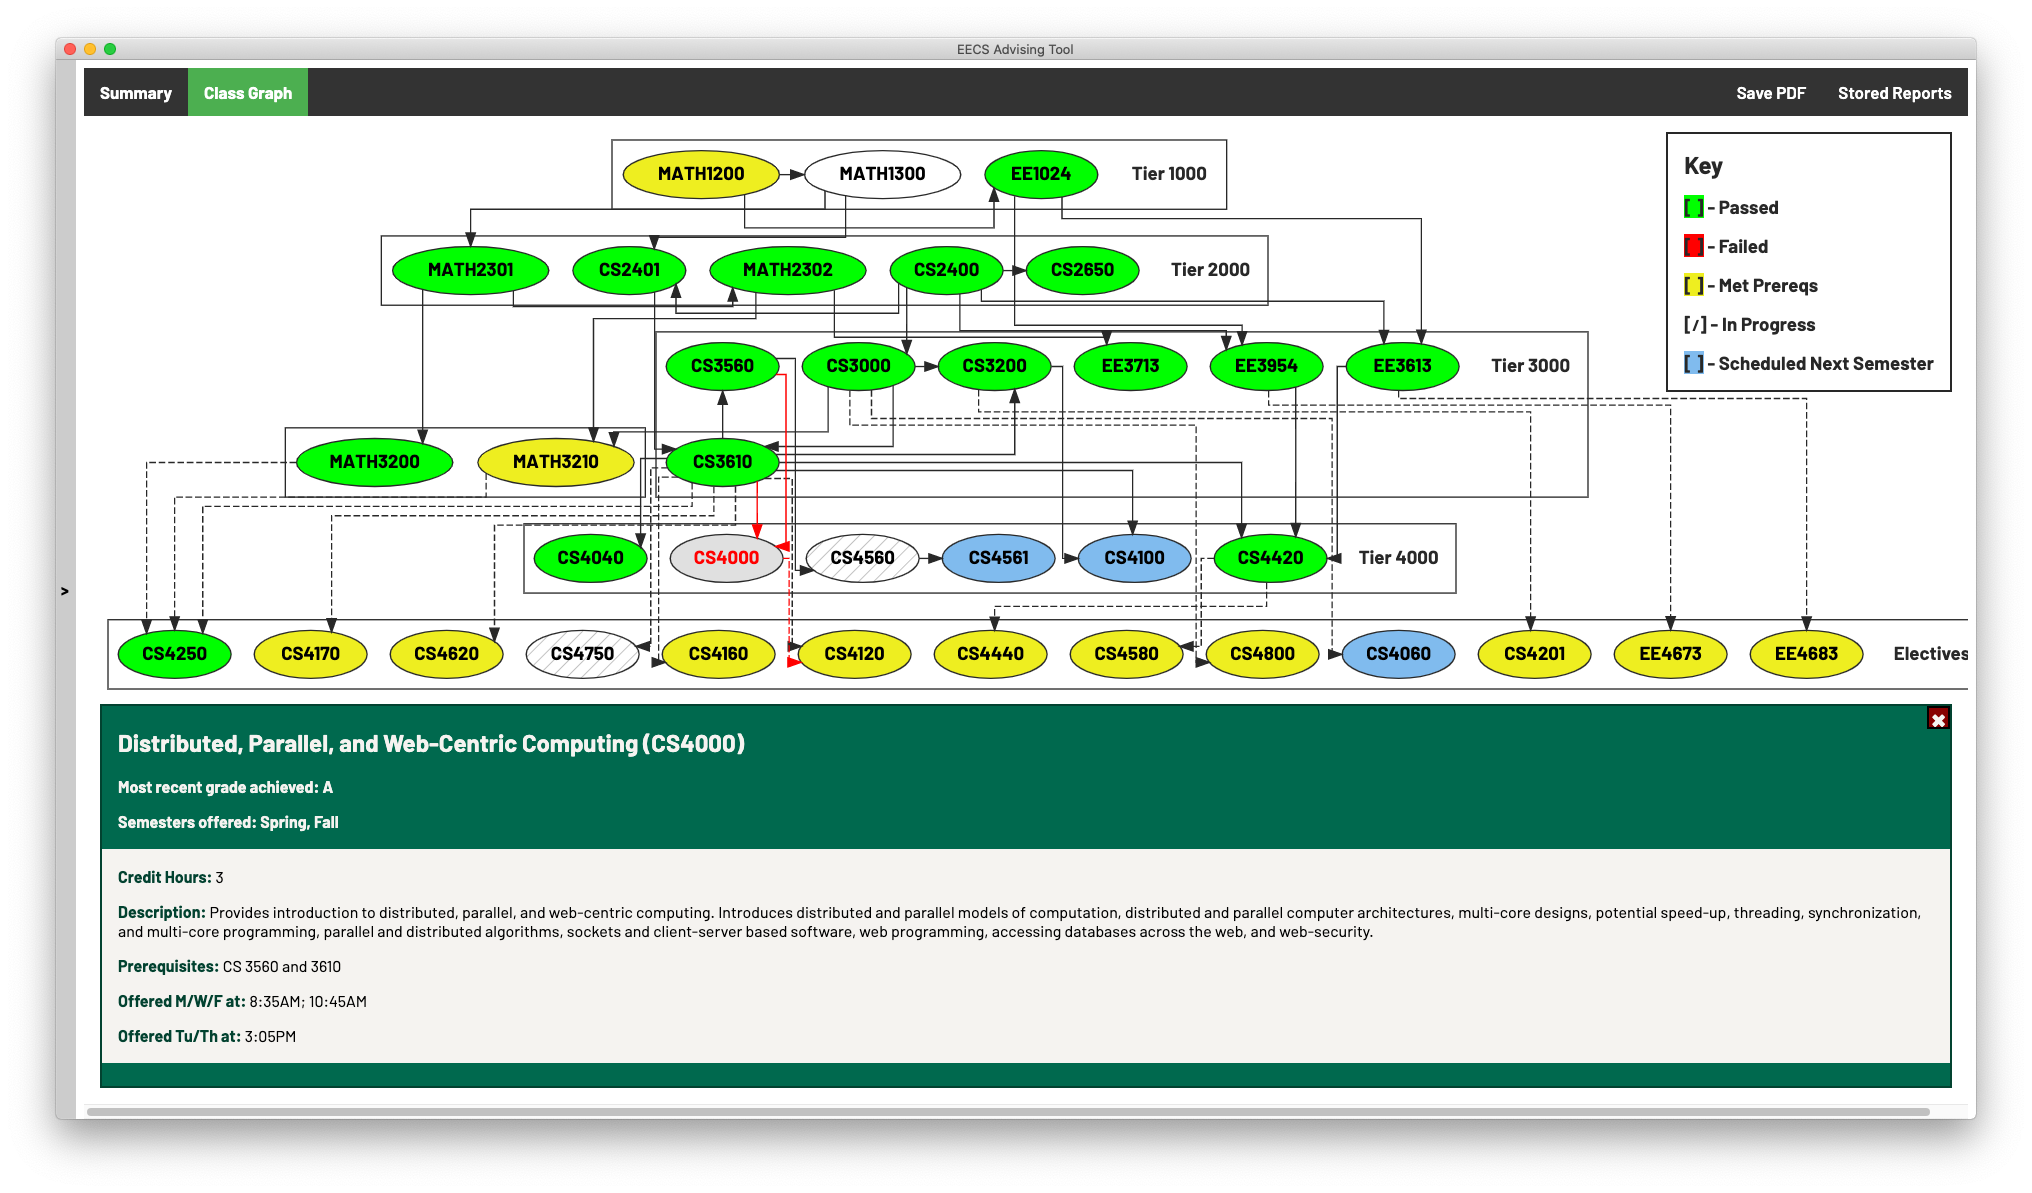 EECS Advising Tool
Summary
Class Graph
Save PDF
Stored Reports
MATH1200
MATH1300
EE1024
Tier 1000
Key
[ ] - Passed
[ ] - Failed
[ ] - Met Prereqs
[/] - In Progress
[ ] - Scheduled Next Semester
MATH2301
CS2401
MATH2302
CS2400
CS2650
Tier 2000
CS3560
CS3000
CS3200
EE3713
EE3954
EE3613
Tier 3000
MATH3200
MATH3210
CS3610
CS4040
CS4000
CS4560
CS4561
CS4100
CS4420
Tier 4000
>
CS4250
CS4170
CS4620
CS4750
CS4160
CS4120
CS4440
CS4580
CS4800
CS4060
CS4201
EE4673
EE4683
Electives
Distributed, Parallel, and Web-Centric Computing (CS4000)
Most recent grade achieved: A
Semesters offered: Spring, Fall
Credit Hours: 3
Description: Provides introduction to distributed, parallel, and web-centric computing. Introduces distributed and parallel models of computation, distributed and parallel computer architectures, multi-core designs, potential speed-up, threading, synchronization,
and multi-core programming, parallel and distributed algorithms, sockets and client-server based software, web programming, accessing databases across the web, and web-security.
Prerequisites: CS 3560 and 3610
Offered M/W/F at: 8:35AM; 10:45AM
Offered Tu/Th at: 3:05PM